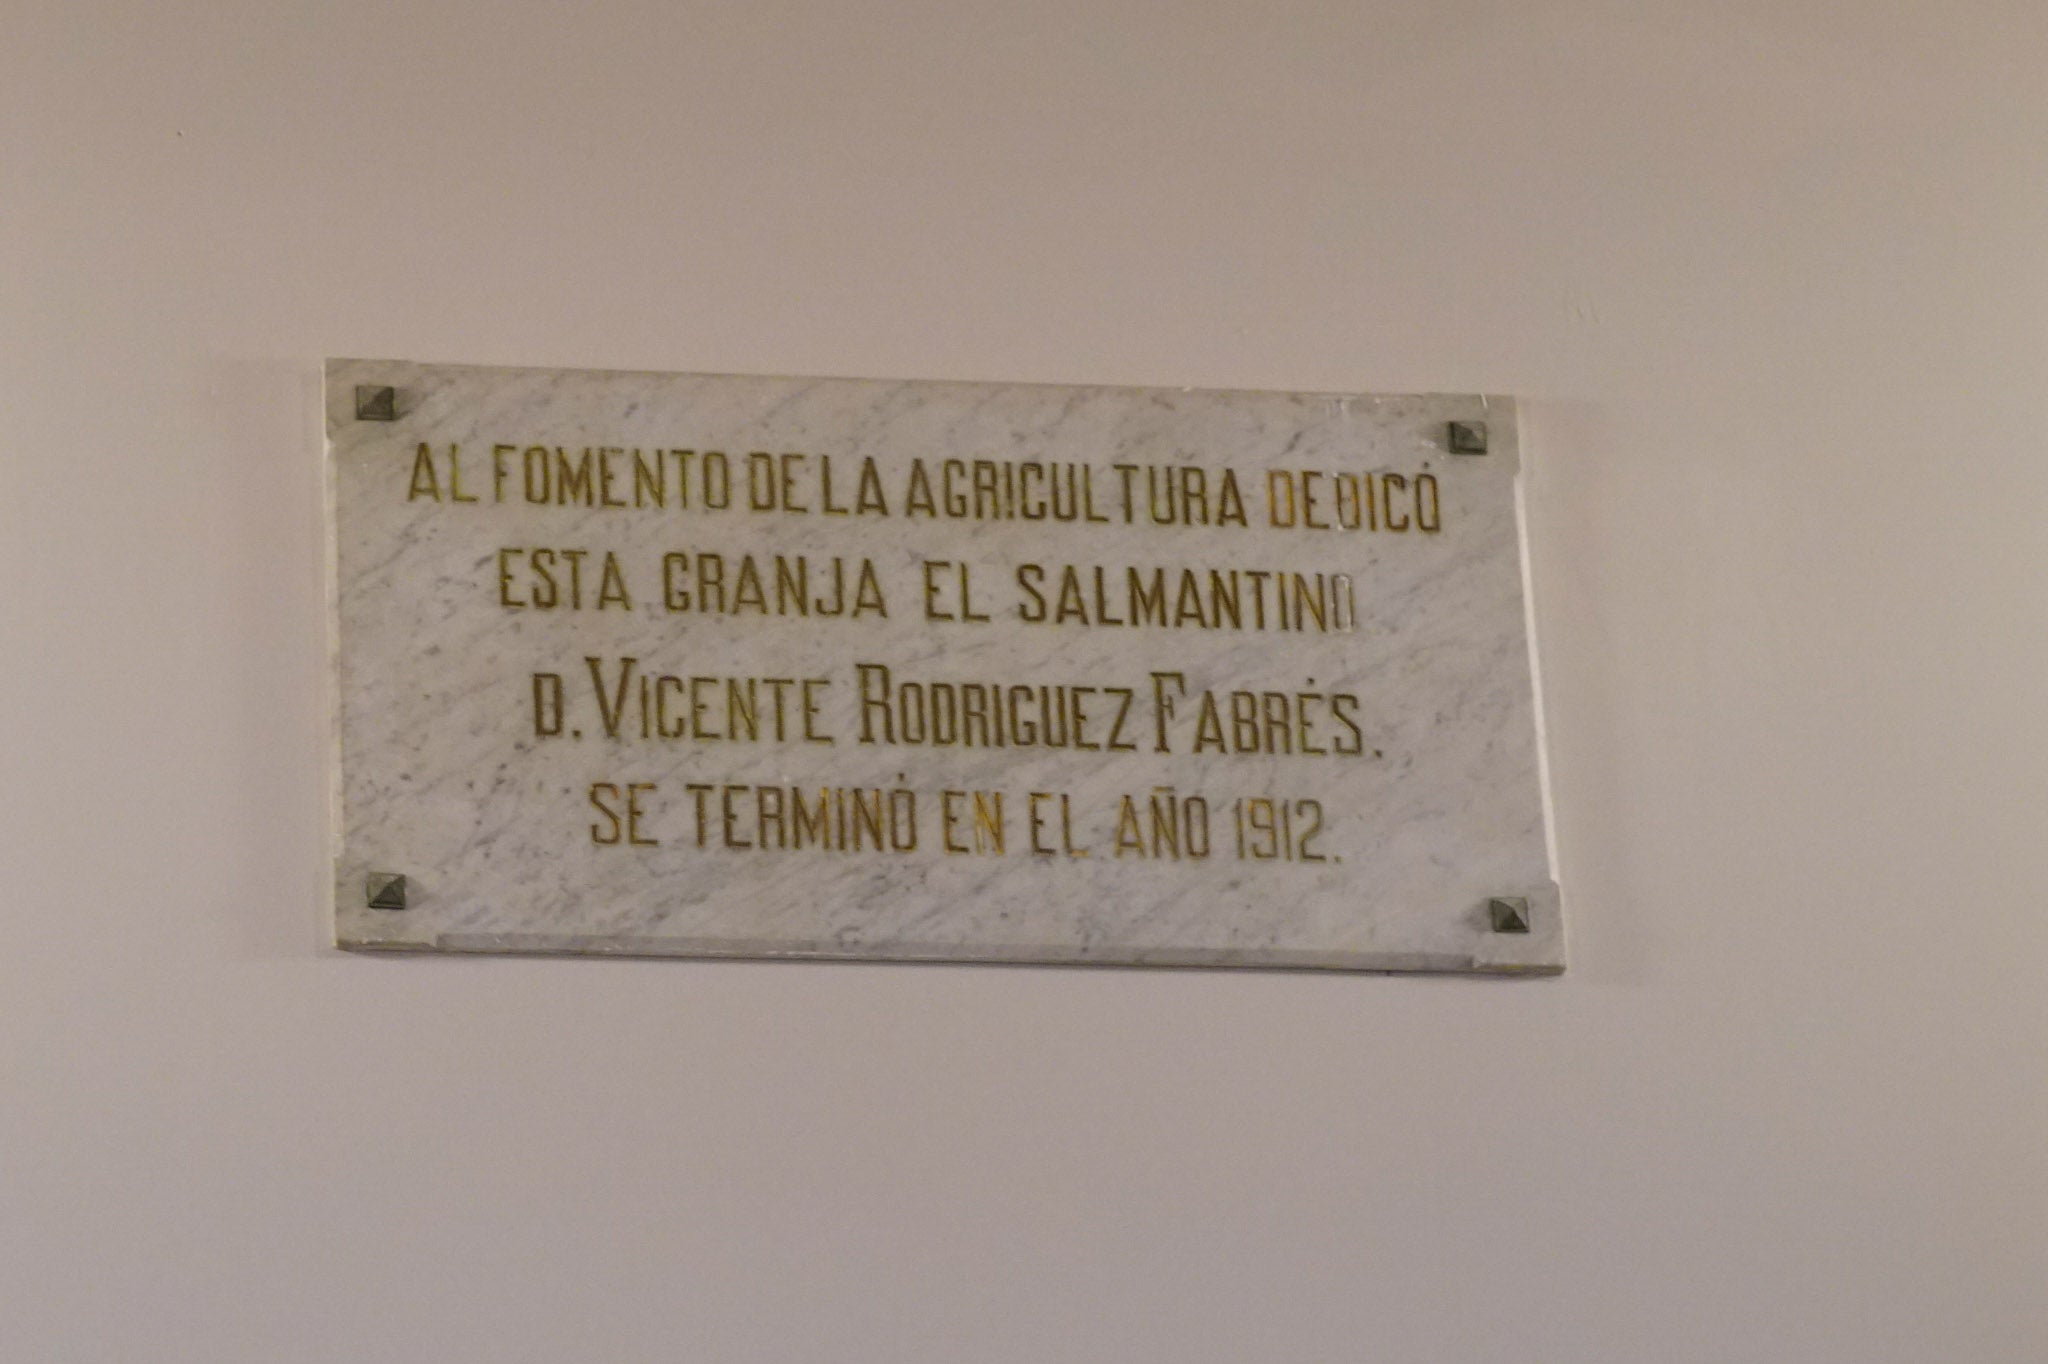 AL FOMENTO DE LA AGRICULTURA DEDICÓ
ESTA GRANJA EL SALMANTINO
D. VICENTE RODRIGUEZ FABRÉS.
SE TERMINÓ EN EL AÑO 1912.